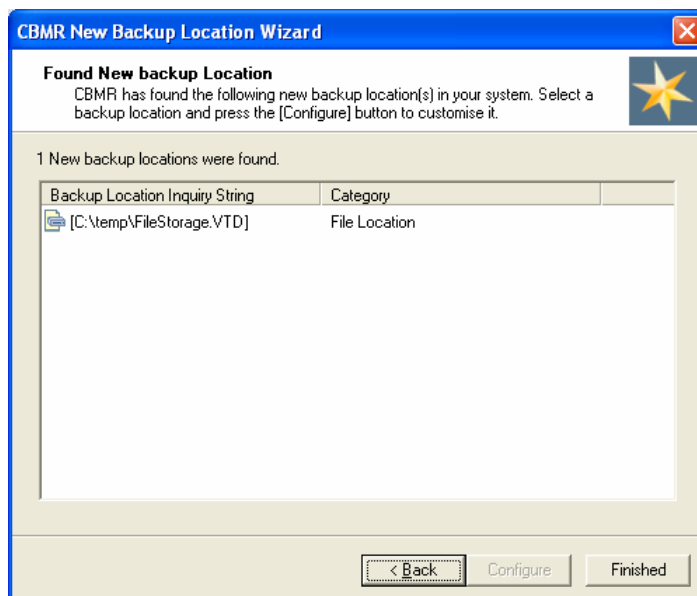 CBMR New Backup Location Wizard
Found New backup Location
CBMR has found the following new backup location(s) in your system. Select a
backup location and press the [Configure] button to customise it.
1 New backup locations were found.
Backup Location Inquiry String Category
[C:\temp\FileStorage.VTD] File Location
< Back Configure Finished